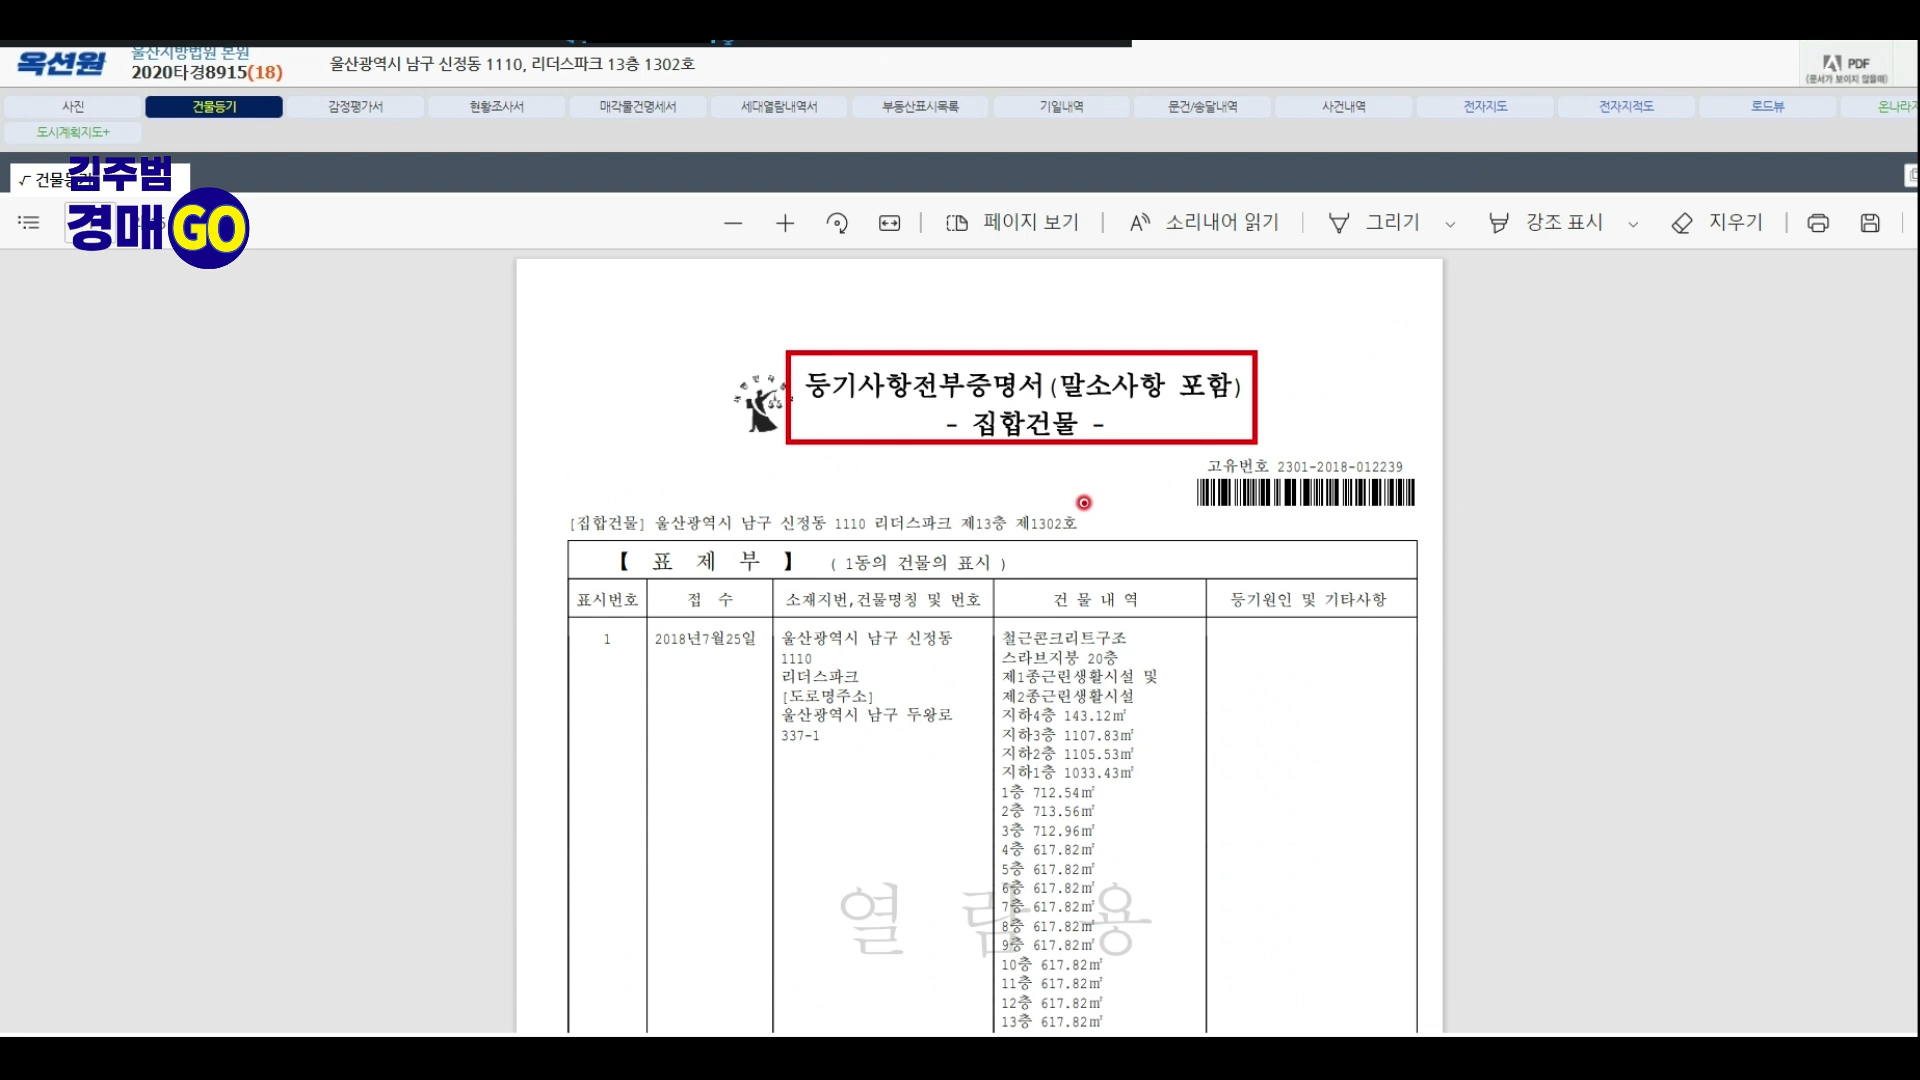 옥션원
울산지방법원 본원
2020타경8915(18)
울산광역시 남구 신정동 1110, 리더스파크 13층 1302호
PDF
(문서가 보이지 않을때)
사진
건물등기
감정평가서
현황조사서
매각물건명세서
세대열람내역서
부동산표시목록
기일내역
문건/송달내역
사건내역
전자지도
전자지적도
로드뷰
온나라
도시계획지도+
√ 건물등
김주범
경매GO
페이지 보기
소리내어 읽기
그리기
강조 표시
지우기
등기사항전부증명서(말소사항 포함)
- 집합건물 -
고유번호 2301-2018-012239
[집합건물] 울산광역시 남구 신정동 1110 리더스파크 제13층 제1302호
【 표 제 부 】 ( 1동의 건물의 표시 )
표시번호 접 수 소재지번,건물명칭 및 번호 건 물 내 역 등기원인 및 기타사항
1 2018년7월25일 울산광역시 남구 신정동 철근콘크리트구조
1110 스라브지붕 20층
리더스파크 제1종근린생활시설 및
[도로명주소] 제2종근린생활시설
울산광역시 남구 두왕로 지하4층 143.12㎡
337-1 지하3층 1107.83㎡
지하2층 1105.53㎡
지하1층 1033.43㎡
1층 712.54㎡
2층 713.56㎡
3층 712.96㎡
4층 617.82㎡
5층 617.82㎡
6층 617.82㎡
7층 617.82㎡
8층 617.82㎡
9층 617.82㎡
10층 617.82㎡
11층 617.82㎡
12층 617.82㎡
13층 617.82㎡
열 람 용